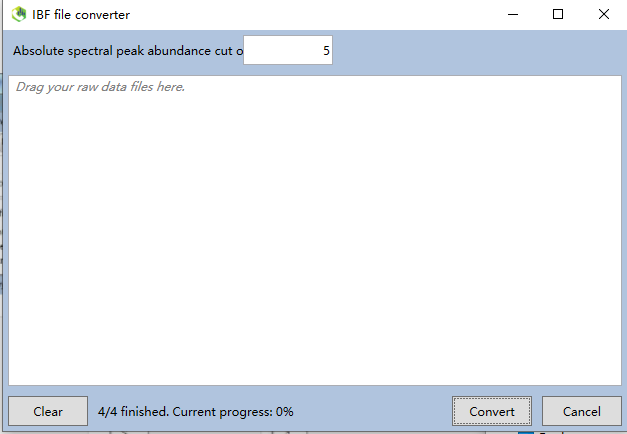 IBF file converter
Absolute spectral peak abundance cut o
5
Drag your raw data files here.
Clear
4/4 finished. Current progress: 0%
Convert
Cancel